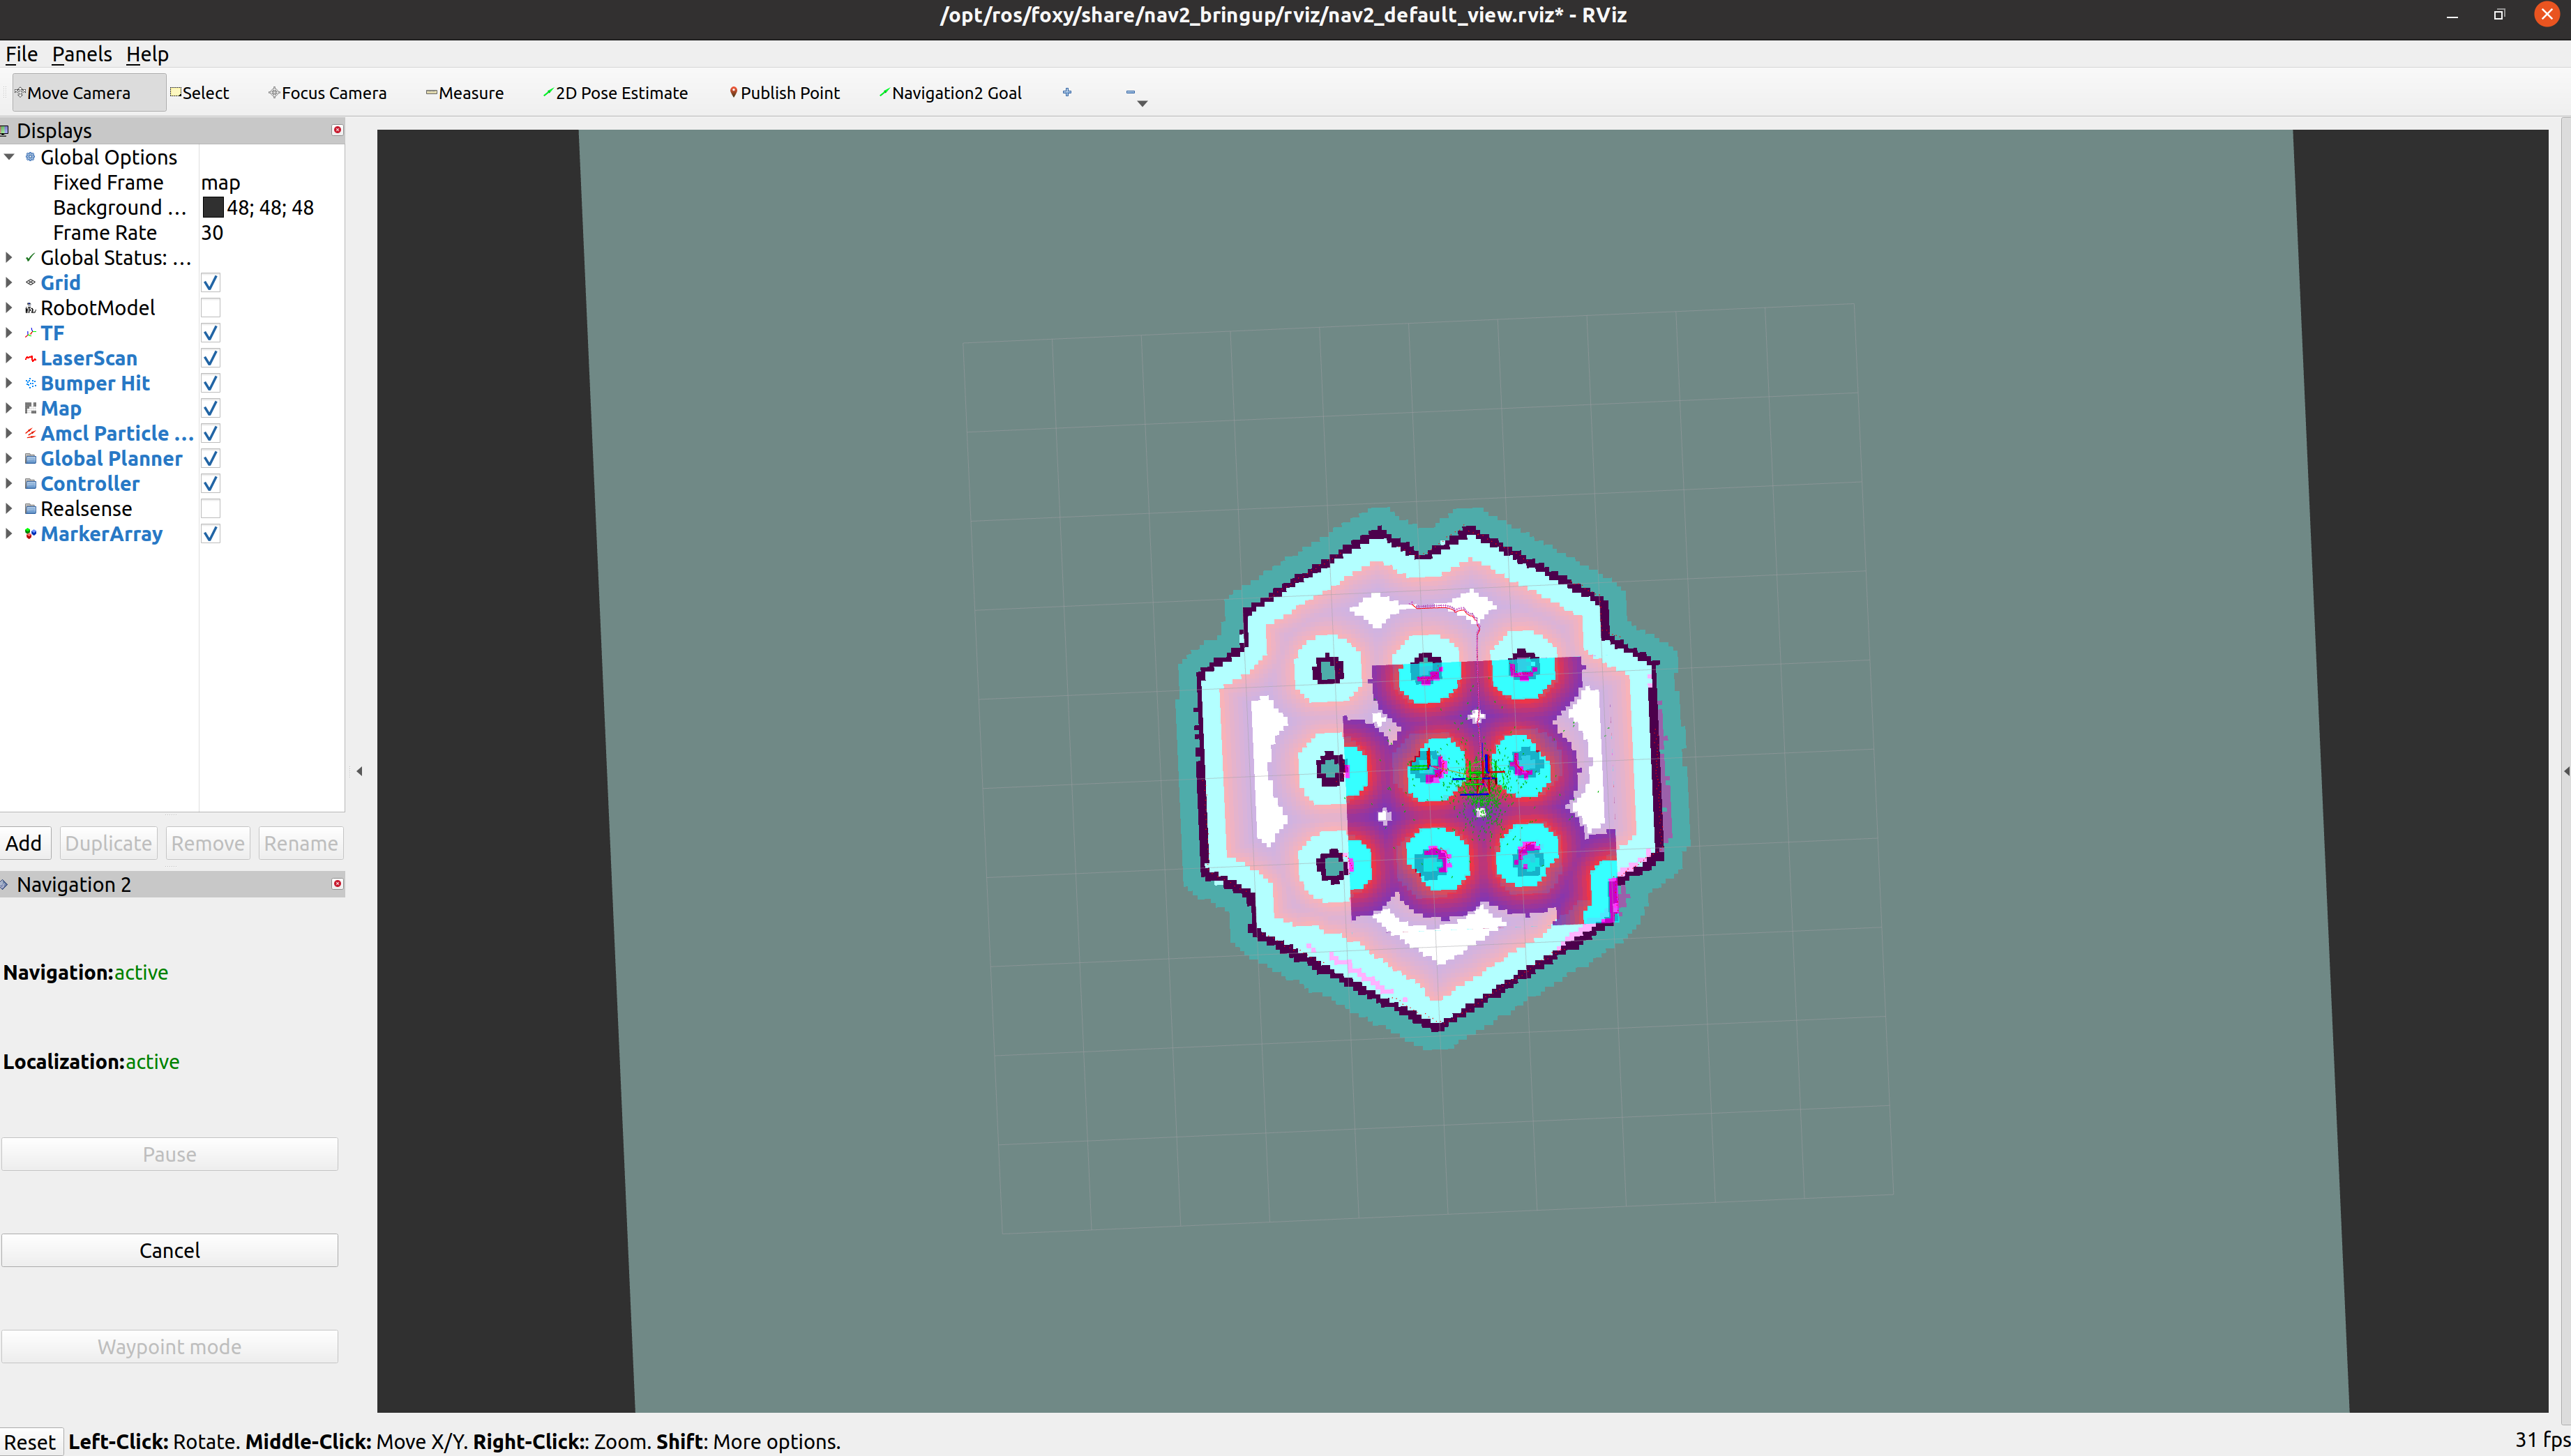 /opt/ros/foxy/share/nav2_bringup/rviz/nav2_default_view.rviz* - RViz
File Panels Help
Move Camera Select Focus Camera Measure 2D Pose Estimate Publish Point Navigation2 Goal
Displays
Global Options
Fixed Frame map
Background ... 48; 48; 48
Frame Rate 30
Global Status: ...
Grid
RobotModel
TF
LaserScan
Bumper Hit
Map
Amcl Particle ...
Global Planner
Controller
Realsense
MarkerArray
Add Duplicate Remove Rename
Navigation 2
Navigation:active
Localization:active
Pause
Cancel
Waypoint mode
Reset Left-Click: Rotate. Middle-Click: Move X/Y. Right-Click:: Zoom. Shift: More options. 31 fps